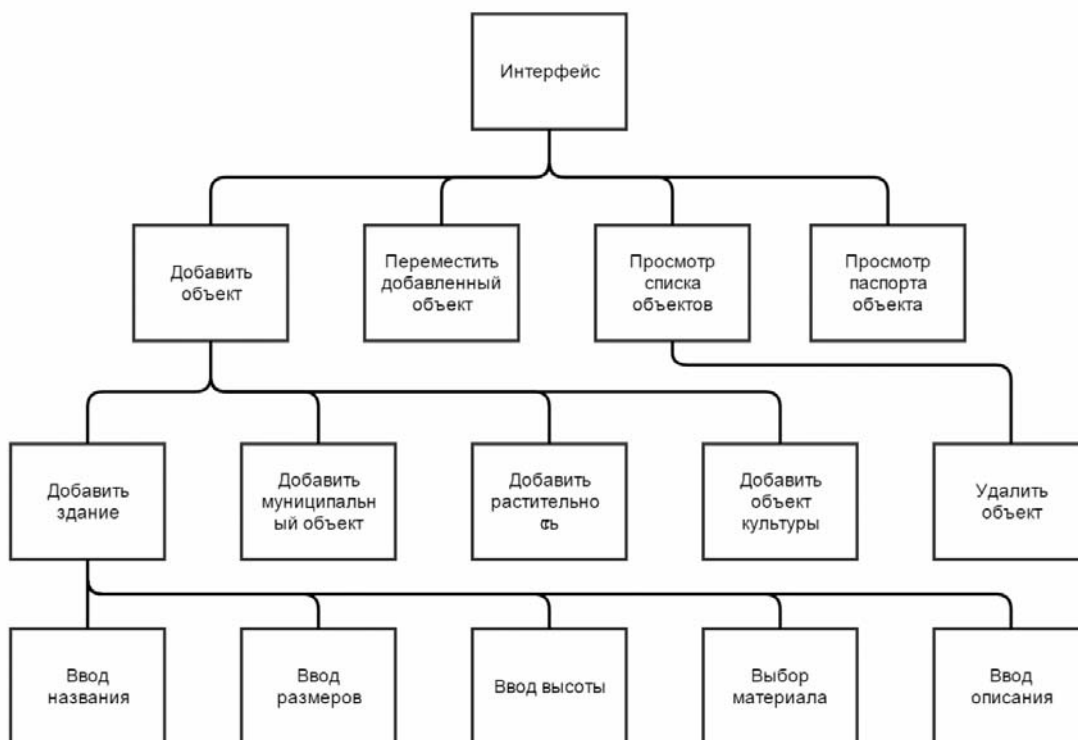 Интерфейс
Добавить
объект
Переместить
добавленный
объект
Просмотр
списка
объектов
Просмотр
паспорта
объекта
Добавить
здание
Добавить
муниципальн
ый объект
Добавить
растительно
сть
Добавить
объект
культуры
Удалить
объект
Ввод
названия
Ввод
размеров
Ввод высоты
Выбор
материала
Ввод
описания